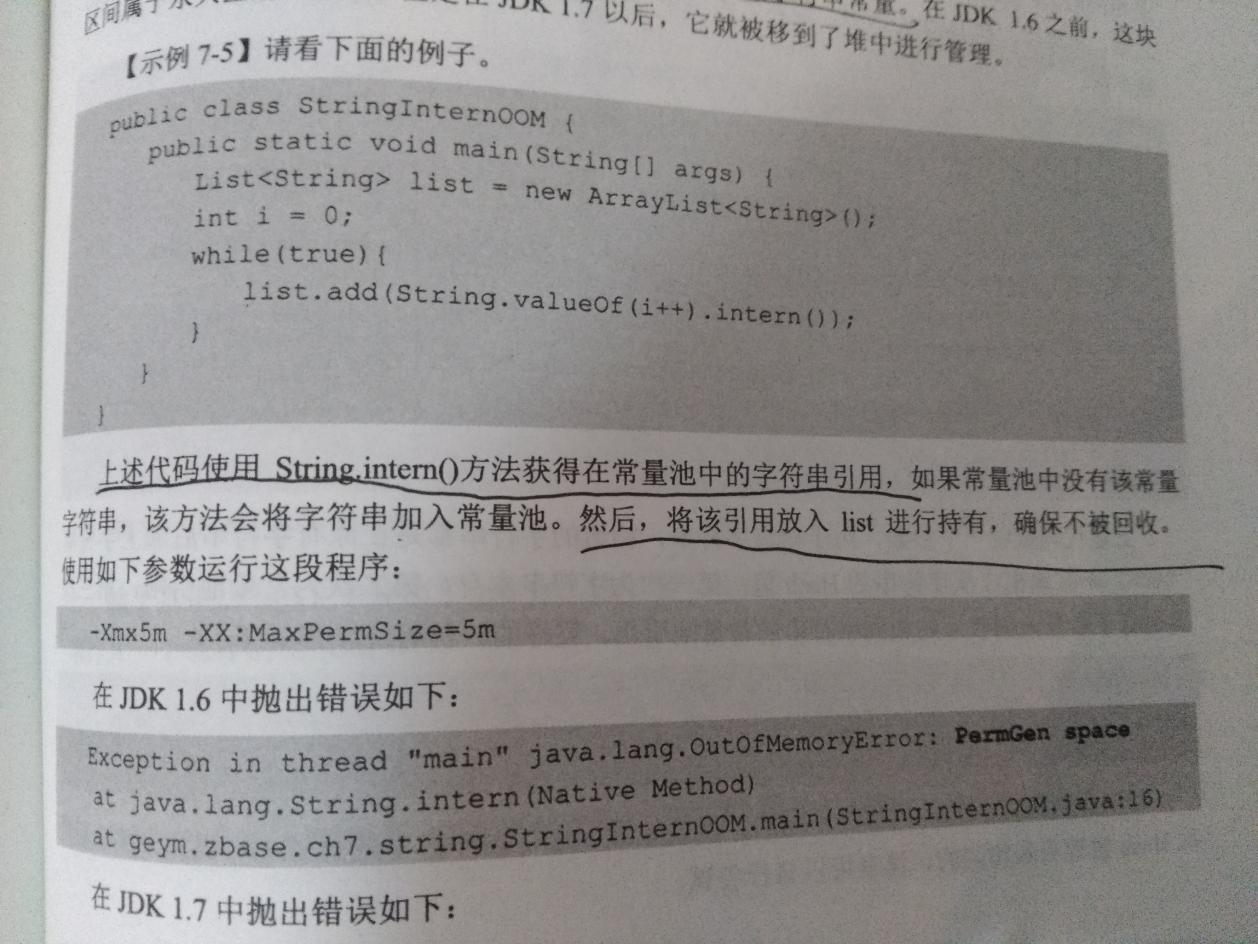 区间属于永久区 在 JDK 1.7 以后，它就被移到了堆中进行管理。
常量。在 JDK 1.6 之前，这块
【示例 7-5】请看下面的例子。
public class StringInternOOM {
public static void main(String[] args) {
List<String> list = new ArrayList<String>();
int i = 0;
while(true){
list.add(String.valueOf(i++).intern());
}
}
}
上述代码使用 String.intern()方法获得在常量池中的字符串引用，如果常量池中没有该常量
字符串，该方法会将字符串加入常量池。然后，将该引用放入 list 进行持有，确保不被回收。
使用如下参数运行这段程序：
-Xmx5m -XX:MaxPermSize=5m
在 JDK 1.6 中抛出错误如下：
Exception in thread "main" java.lang.OutOfMemoryError: PermGen space
at java.lang.String.intern(Native Method)
at geym.zbase.ch7.string.StringInternOOM.main(StringInternOOM.java:16)
在 JDK 1.7 中抛出错误如下：